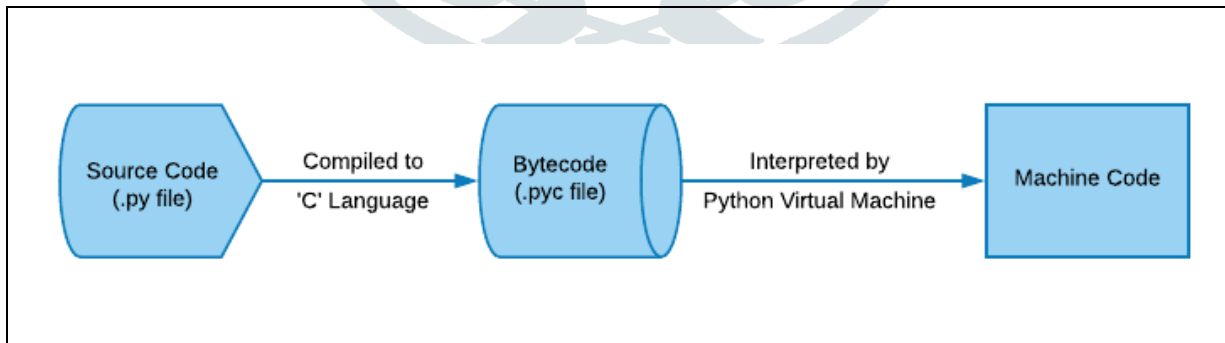 Source Code
(.py file)
Compiled to
'C' Language
Bytecode
(.pyc file)
Interpreted by
Python Virtual Machine
Machine Code